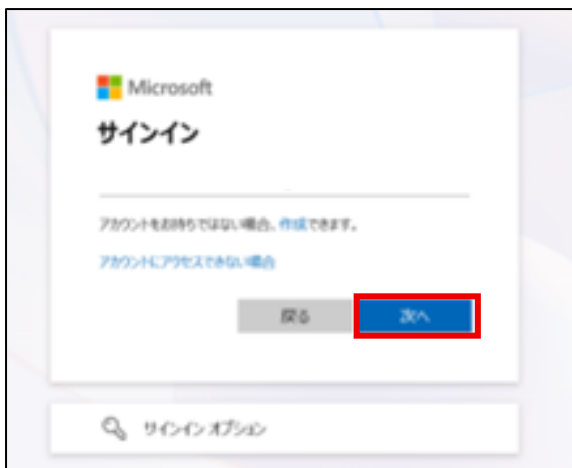 Microsoft
サインイン
アカウントをお持ちではない場合、作成できます。
アカウントにアクセスできない場合
戻る
次へ
サインイン オプション